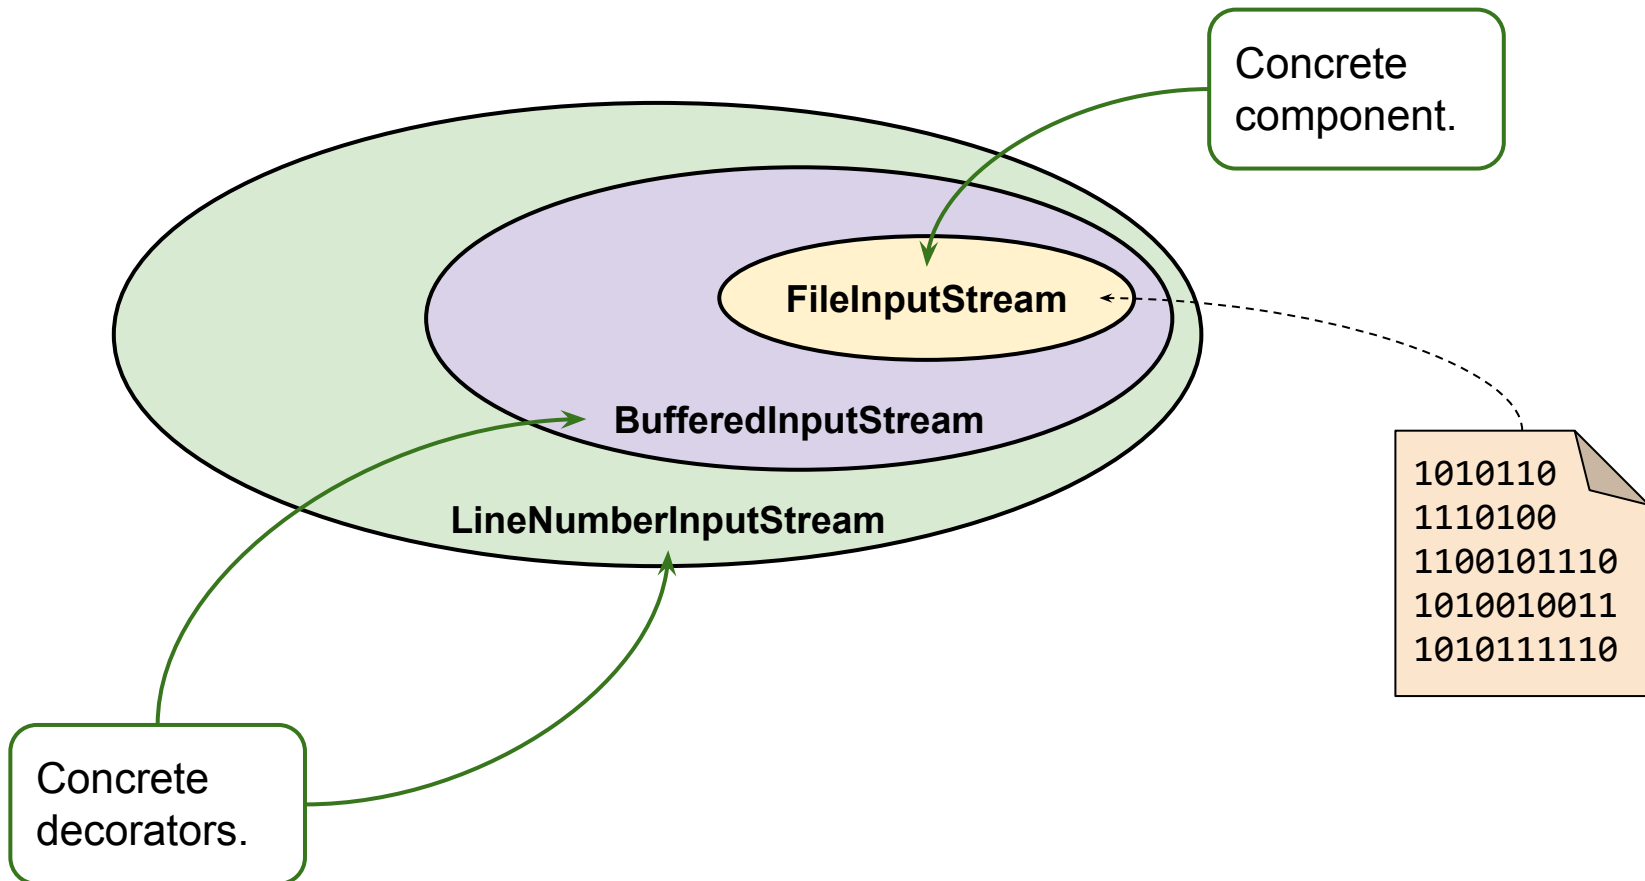 Concrete
component.
FileInputStream
BufferedInputStream
LineNumberInputStream
1010110
1110100
1100101110
1010010011
1010111110
Concrete
decorators.